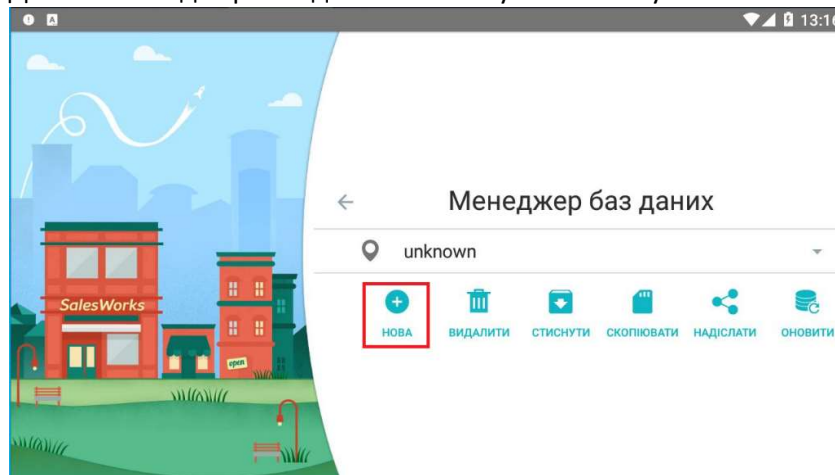 13:16
Менеджер баз даних
unknown
SalesWorks
open
НОВА ВИДАЛИТИ СТИСНУТИ СКОПІЮВАТИ НАДІСЛАТИ ОНОВИТИ